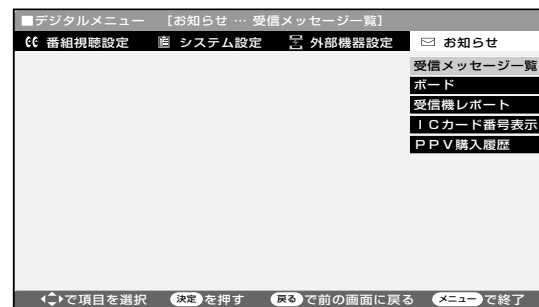 ■デジタルメニュー [お知らせ … 受信メッセージ一覧]
番組視聴設定 システム設定 外部機器設定 お知らせ
受信メッセージ一覧
ボード
受信機レポート
ICカード番号表示
PPV購入履歴
で項目を選択 決定を押す 戻るで前の画面に戻る メニューで終了